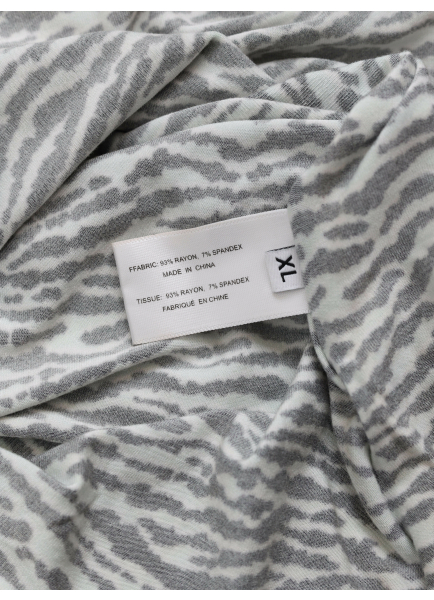 FFABRIC: 93% RAYON, 7% SPANDEX
MADE IN CHINA
TISSUE: 93% RAYON, 7% SPANDEX
FABRIQUÉ EN CHINE
XL